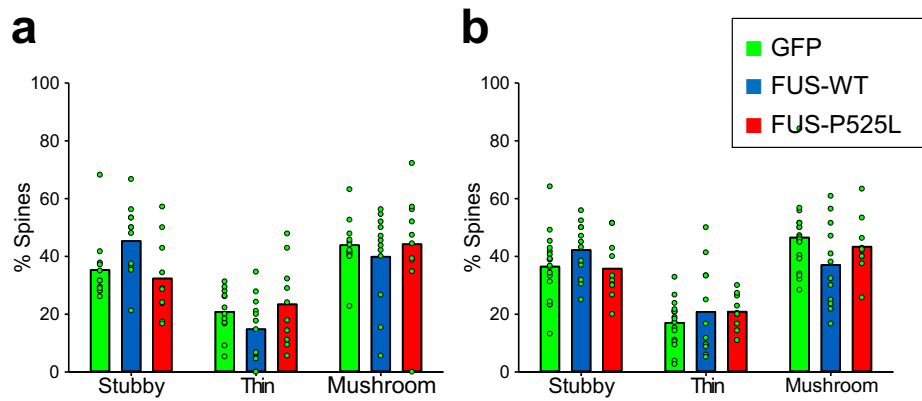 a
100
80
60
40
20
0
% Spines
Stubby Thin Mushroom
b
100
80
60
40
20
0
% Spines
Stubby Thin Mushroom
GFP
FUS-WT
FUS-P525L